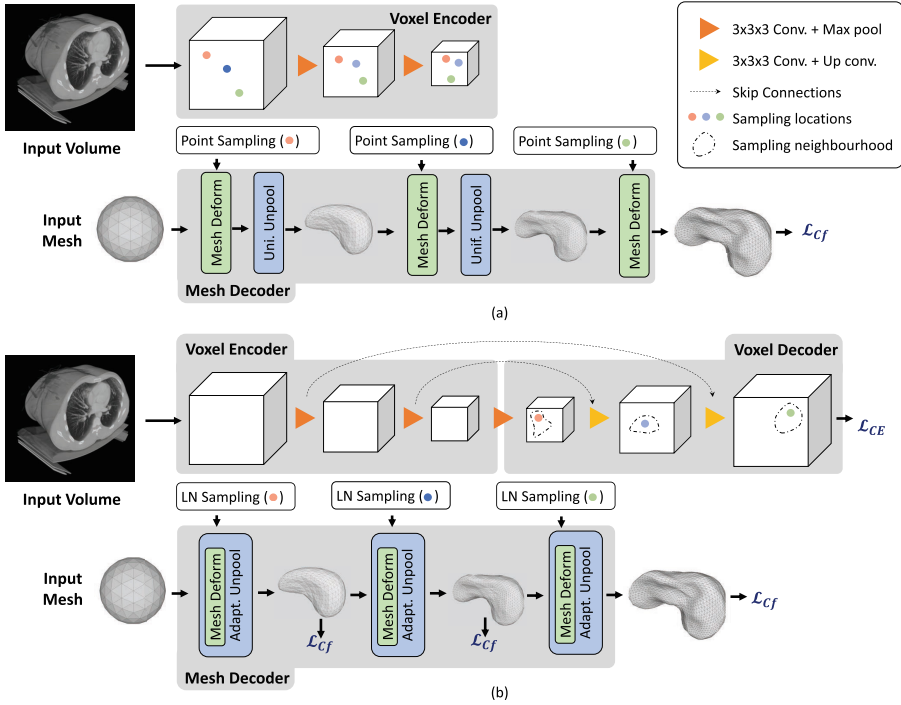 Voxel Encoder
Input Volume
3x3x3 Conv. + Max pool
3x3x3 Conv. + Up conv.
Skip Connections
Sampling locations
Sampling neighbourhood
Point Sampling ( )
Point Sampling ( )
Point Sampling ( )
Input
Mesh
Mesh Deform
Uni. Unpool
Mesh Deform
Unif. Unpool
Mesh Deform
ℒCf
Mesh Decoder
(a)
Voxel Encoder
Voxel Decoder
ℒCE
Input Volume
LN Sampling ( )
LN Sampling ( )
LN Sampling ( )
Input
Mesh
Mesh Deform
Adapt. Unpool
Mesh Deform
Adapt. Unpool
Mesh Deform
Adapt. Unpool
ℒCf
ℒCf
ℒCf
Mesh Decoder
(b)